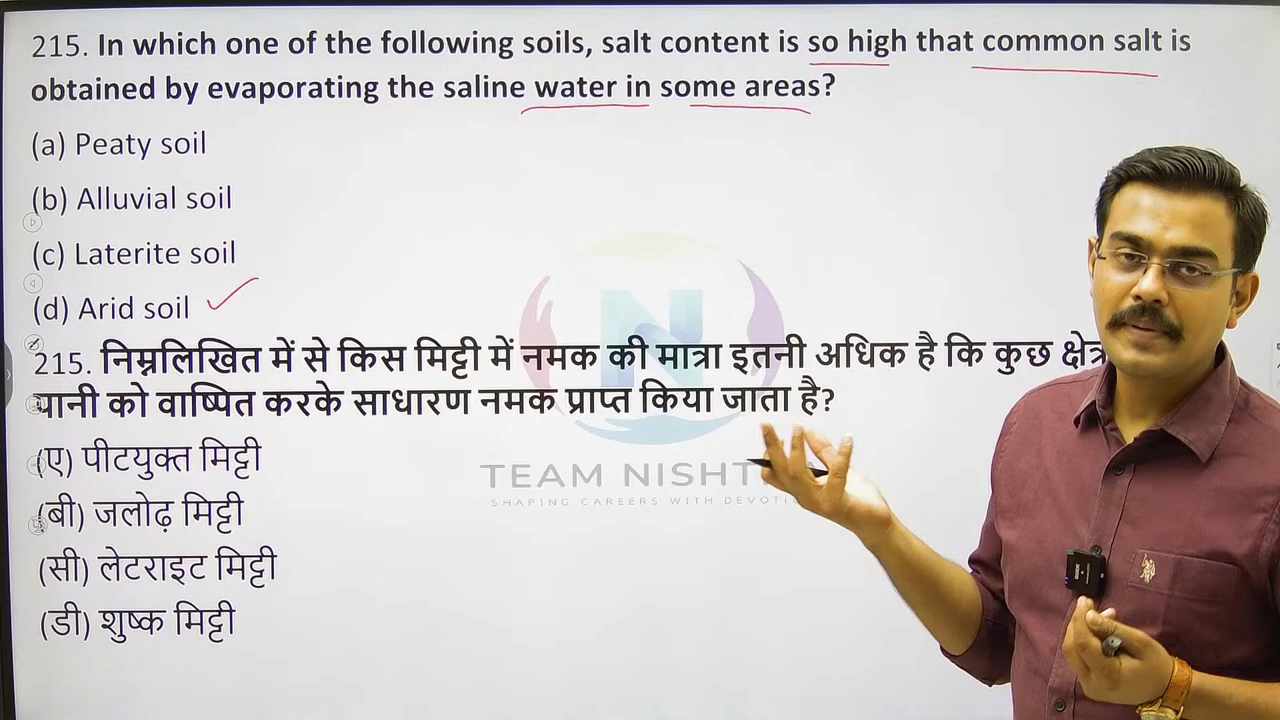 215. In which one of the following soils, salt content is so high that common salt is
obtained by evaporating the saline water in some areas?
(a) Peaty soil
(b) Alluvial soil
(c) Laterite soil
(d) Arid soil
215. निम्नलिखित में से किस मिट्टी में नमक की मात्रा इतनी अधिक है कि कुछ
पानी को वाष्पित करके साधारण नमक प्राप्त किया जाता है?
(ए) पीटयुक्त मिट्टी
(बी) जलोढ़ मिट्टी
(सी) लेटराइट मिट्टी
(डी) शुष्क मिट्टी
TEAM
SHAPING CAREERS WITH